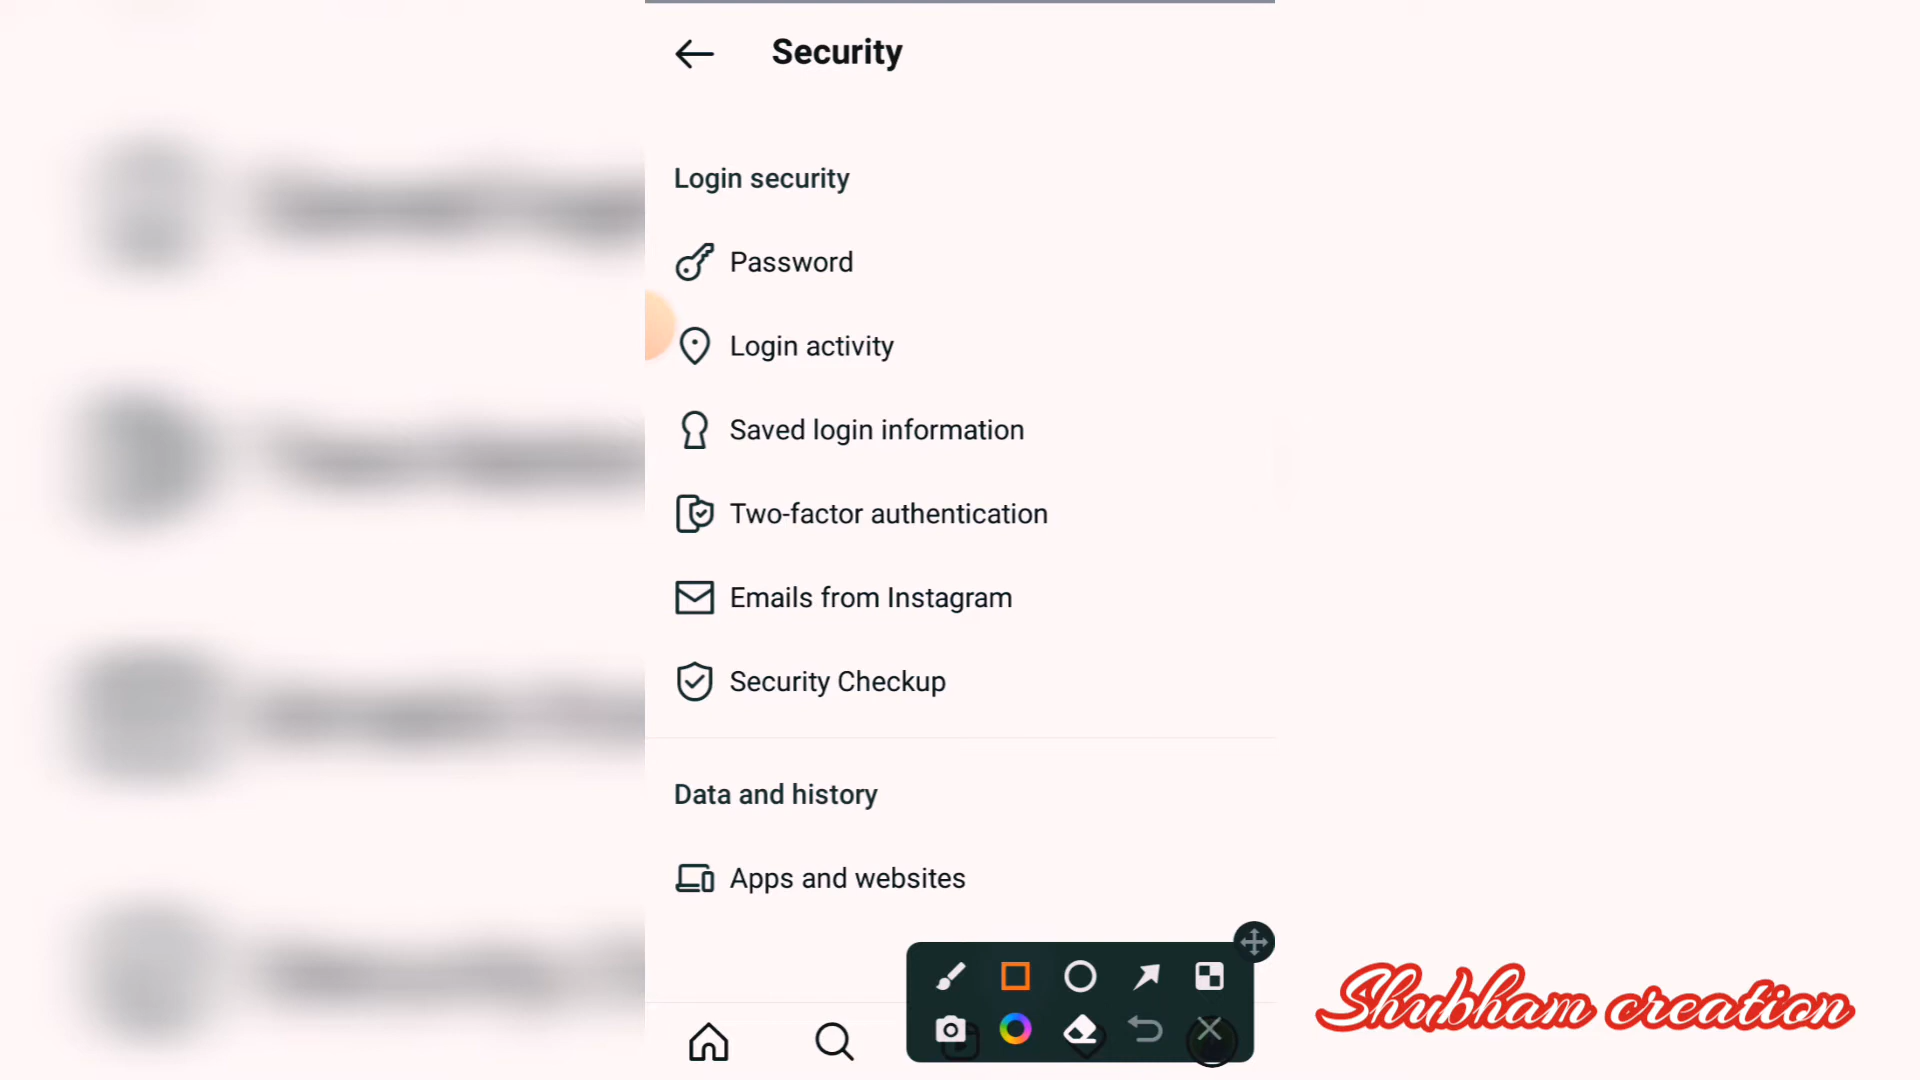 Security
Login security
Password
Login activity
Saved login information
Two-factor authentication
Emails from Instagram
Security Checkup
Data and history
Apps and websites
Shubham creation